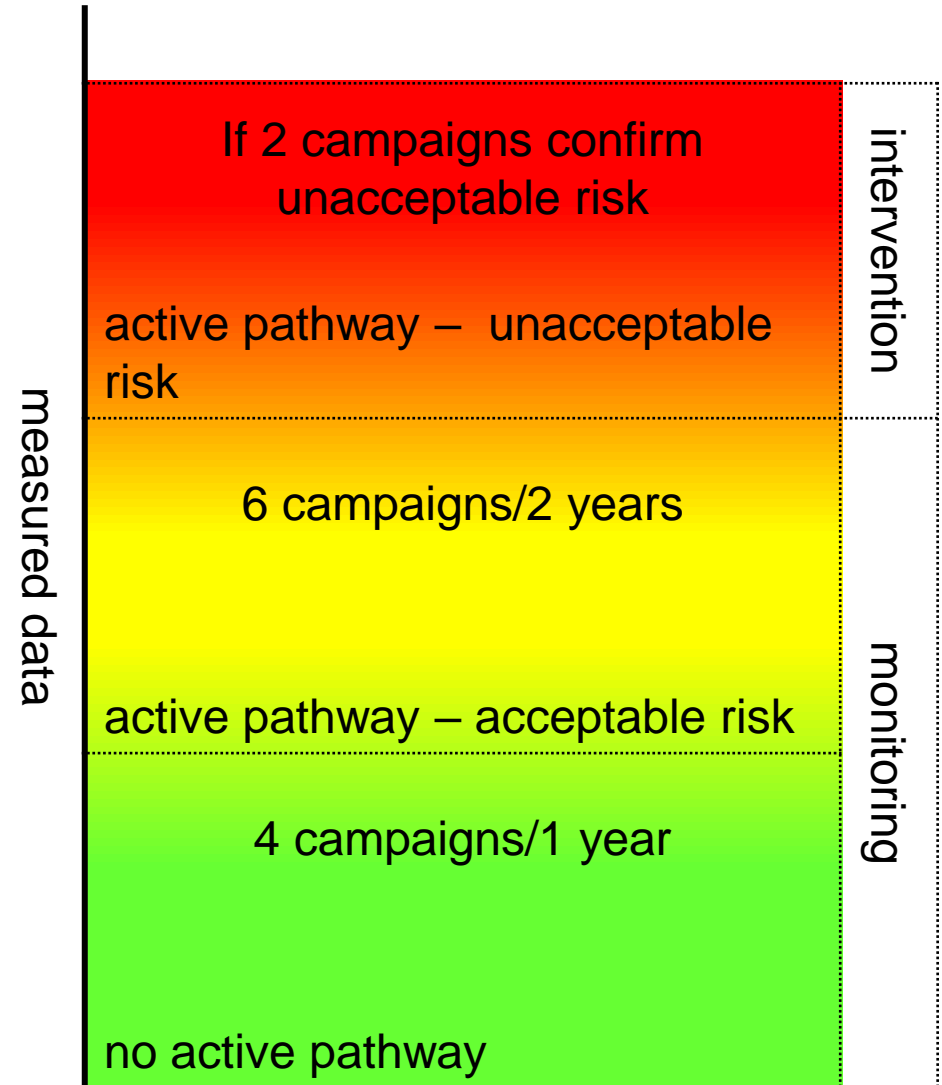 measured data
If 2 campaigns confirm
unacceptable risk
active pathway – unacceptable
risk
intervention
6 campaigns/2 years
active pathway – acceptable risk
4 campaigns/1 year
no active pathway
monitoring